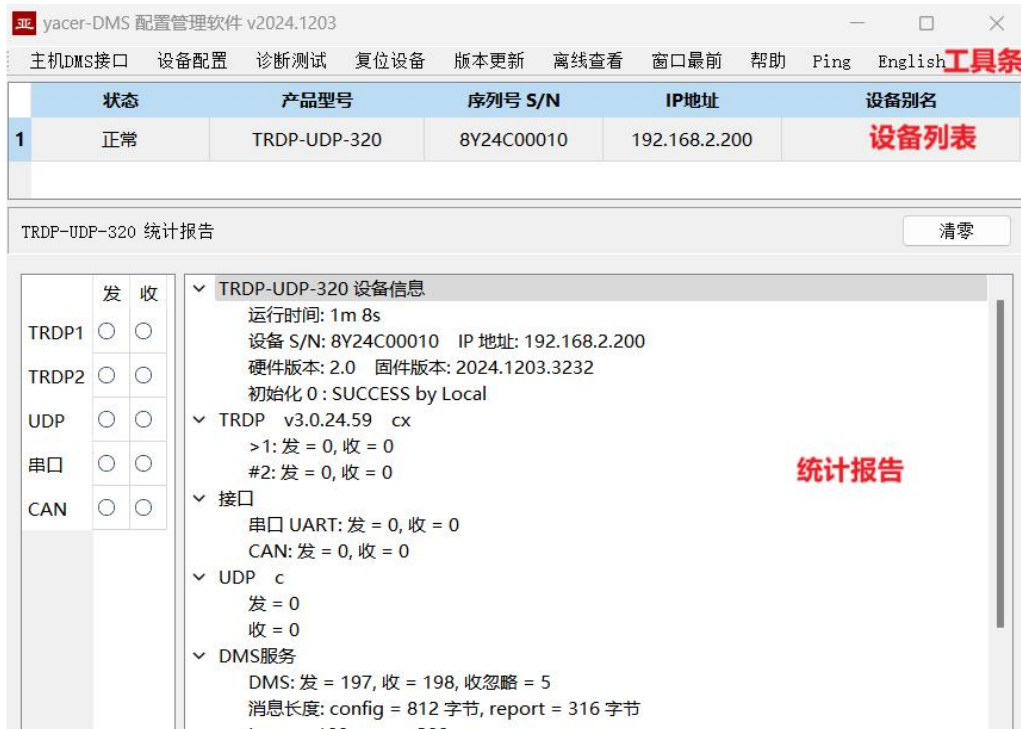 亚 yacer-DMS 配置管理软件 v2024.1203
主机DMS接口 设备配置 诊断测试 复位设备 版本更新 离线查看 窗口最前 帮助 Ping English 工具条
状态 产品型号 序列号 S/N IP地址 设备别名
1 正常 TRDP-UDP-320 8Y24C00010 192.168.2.200 设备列表
TRDP-UDP-320 统计报告 清零
发 收
TRDP1
TRDP2
UDP
串口
CAN
TRDP-UDP-320 设备信息
运行时间: 1m 8s
设备 S/N: 8Y24C00010 IP 地址: 192.168.2.200
硬件版本: 2.0 固件版本: 2024.1203.3232
初始化 0 : SUCCESS by Local
TRDP v3.0.24.59 cx
>1: 发 = 0, 收 = 0
#2: 发 = 0, 收 = 0
统计报告
接口
串口 UART: 发 = 0, 收 = 0
CAN: 发 = 0, 收 = 0
UDP c
发 = 0
收 = 0
DMS服务
DMS: 发 = 197, 收 = 198, 收忽略 = 5
消息长度: config = 812 字节, report = 316 字节